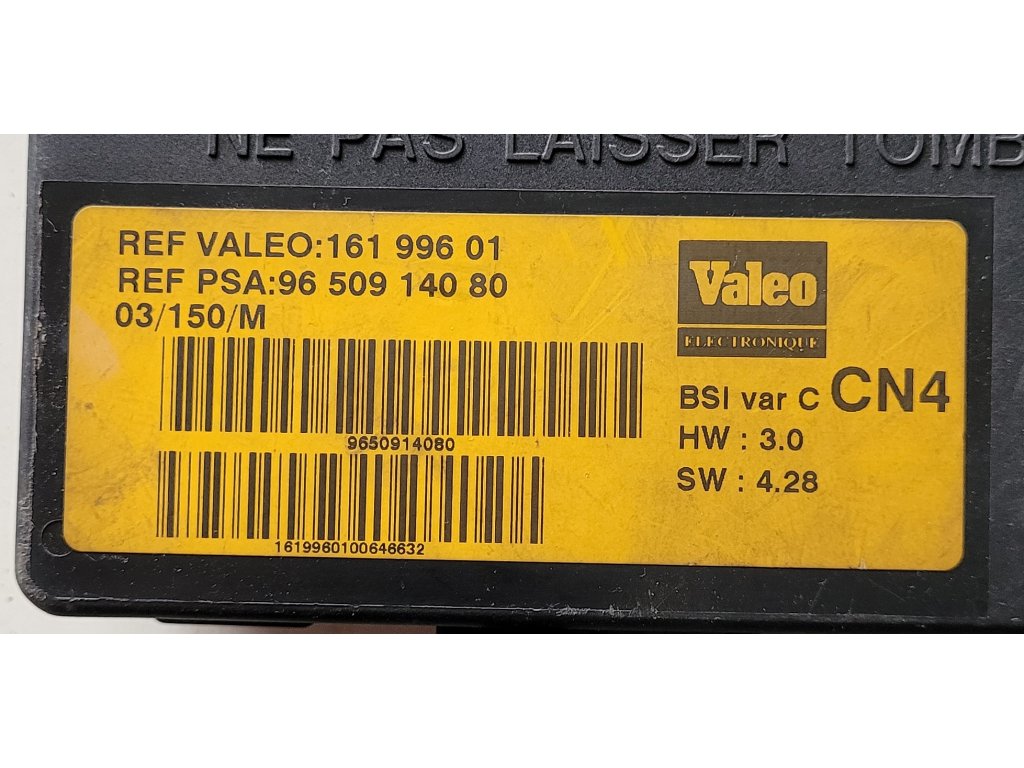 NE PAS LAISSER TOMB
REF VALEO:161 996 01
REF PSA:96 509 140 80
03/150/M
9650914080
1619960100646632
Valeo
ELECTRONIQUE
BSI var C CN4
HW : 3.0
SW : 4.28